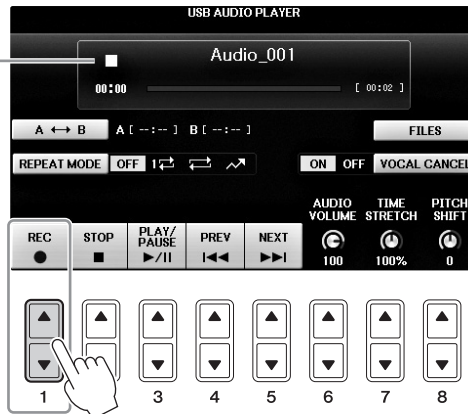 USB AUDIO PLAYER
Audio_001
00:00 [ 00:02 ]
A ↔ B A [ --:-- ] B [ --:-- ] FILES
REPEAT MODE OFF 1 ON OFF VOCAL CANCEL
AUDIO VOLUME TIME STRETCH PITCH SHIFT
REC STOP PLAY/PAUSE PREV NEXT
● ■ ▶/II I◀◀ ▶▶I 100 100% 0
1 3 4 5 6 7 8